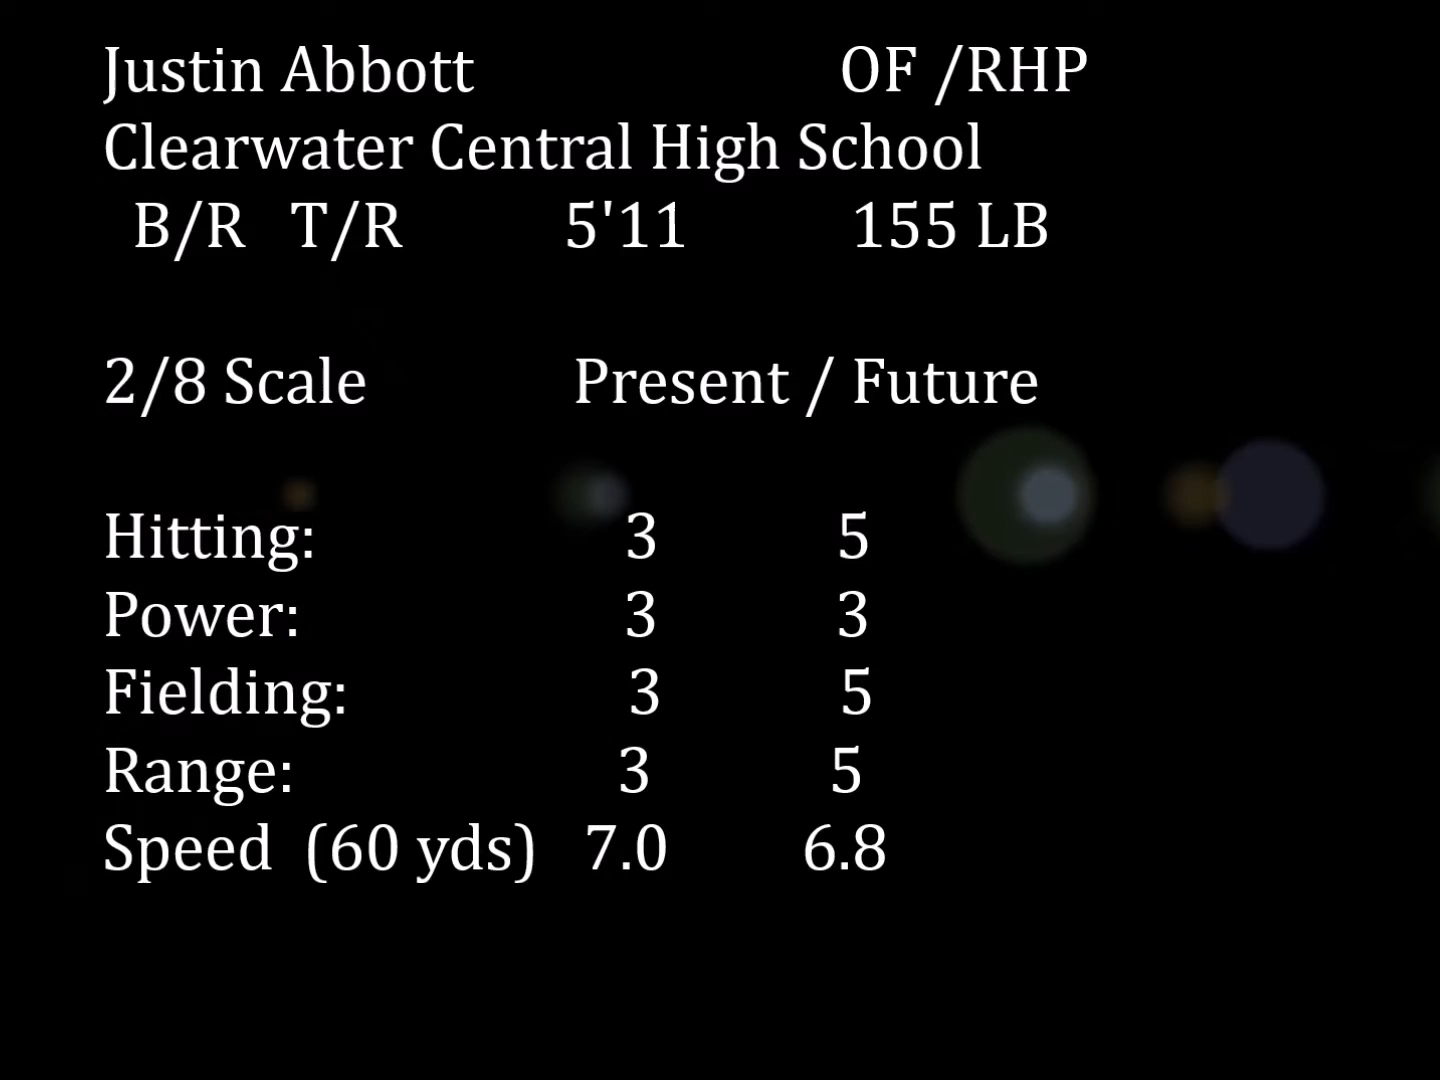 Justin Abbott OF /RHP
Clearwater Central High School
B/R T/R 5'11 155 LB
2/8 Scale Present / Future
Hitting: 3 5
Power: 3 3
Fielding: 3 5
Range: 3 5
Speed (60 yds) 7.0 6.8